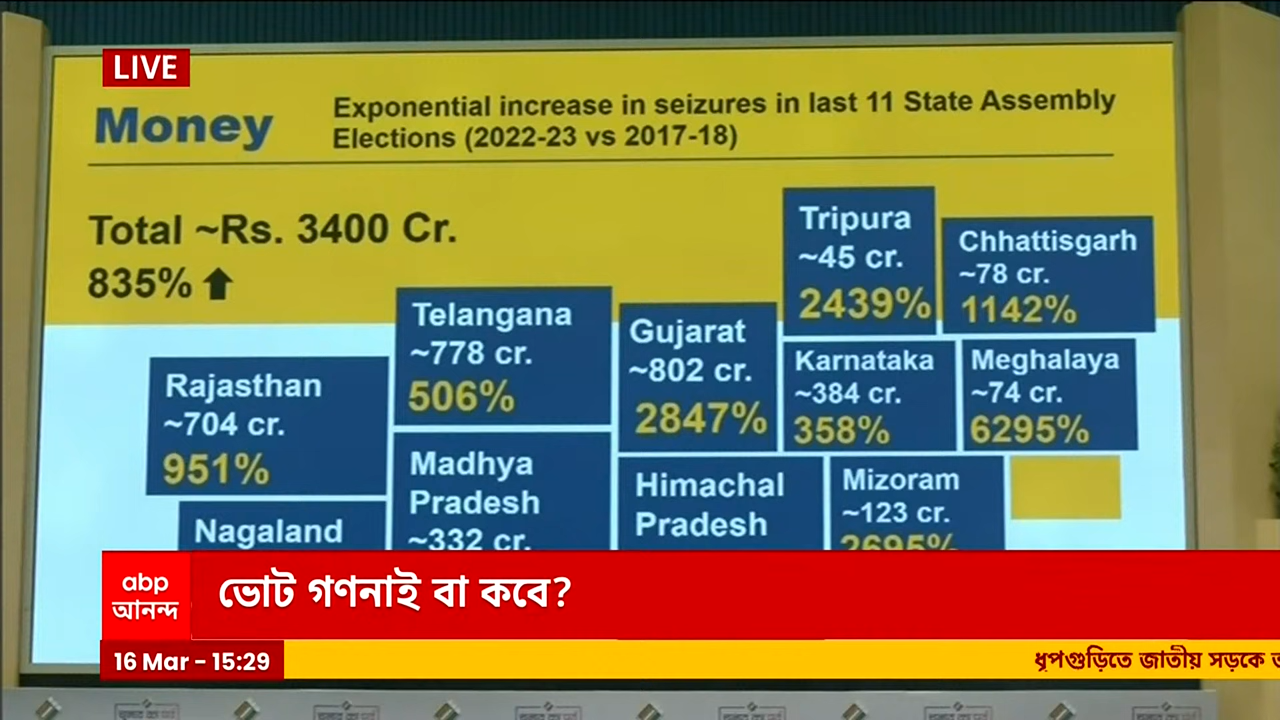 LIVE
Money
Exponential increase in seizures in last 11 State Assembly
Elections (2022-23 vs 2017-18)
Total ~Rs. 3400 Cr.
835%
Tripura
~45 cr.
2439%
Chhattisgarh
~78 cr.
1142%
Telangana
~778 cr.
506%
Gujarat
~802 cr.
2847%
Karnataka
~384 cr.
358%
Meghalaya
~74 cr.
6295%
Rajasthan
~704 cr.
951%
Madhya
Pradesh
~332 cr.
Himachal
Pradesh
Mizoram
~123 cr.
2695%
Nagaland
abp
আনন্দ
ভোট গণনাই বা কবে?
16 Mar - 15:29
ধূপগুড়িতে জাতীয় সড়কে